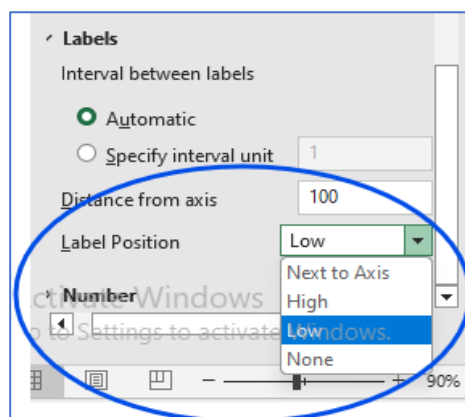 Labels
Interval between labels
Automatic
Specify interval unit 1
Distance from axis 100
Label Position Low
Next to Axis
Number
High
Low
None
Activate Windows
to Settings to activate Windows.
90%